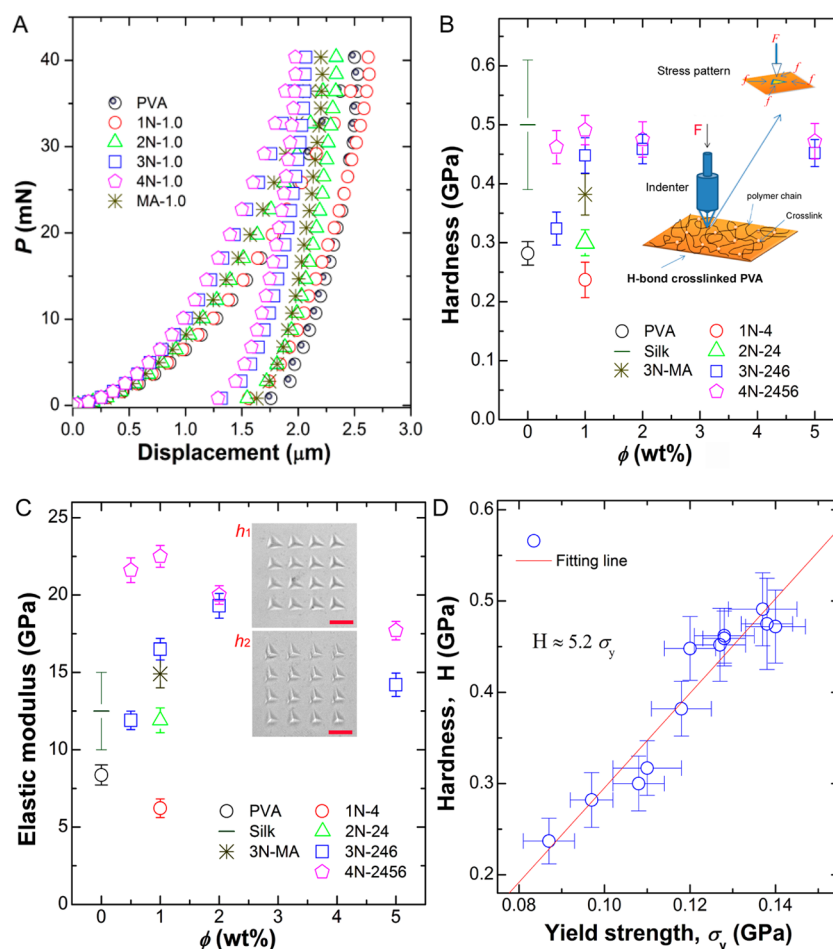 A
P (mN)
40
30
20
10
0
PVA
1N-1.0
2N-1.0
3N-1.0
4N-1.0
MA-1.0
0.0 0.5 1.0 1.5 2.0 2.5 3.0
Displacement (μm)
B
Hardness (GPa)
0.7
0.6
0.5
0.4
0.3
0.2
0.1
0.0
F
Stress pattern
f
f
f
f
F
Indenter
polymer chain
Crosslink
H-bond crosslinked PVA
PVA
Silk
3N-MA
1N-4
2N-24
3N-246
4N-2456
0 1 2 3 4 5
ϕ (wt%)
C
Elastic modulus (GPa)
25
20
15
10
5
0
h1
h2
PVA
Silk
3N-MA
1N-4
2N-24
3N-246
4N-2456
0 1 2 3 4 5
ϕ (wt%)
D
Hardness, H (GPa)
0.6
0.5
0.4
0.3
0.2
Fitting line
H ≈ 5.2 σy
0.08 0.10 0.12 0.14
Yield strength, σy (GPa)